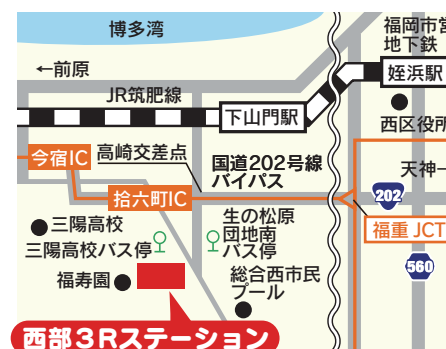 博多湾
福岡市営
地下鉄
←前原
姪浜駅
JR筑肥線
下山門駅
西区役所
今宿IC
高崎交差点
国道202号線
バイパス
天神
拾六町IC
202
三陽高校
生の松原
団地南
バス停
福重JCT
三陽高校バス停
560
福寿園
総合西市民
プール
西部3Rステーション